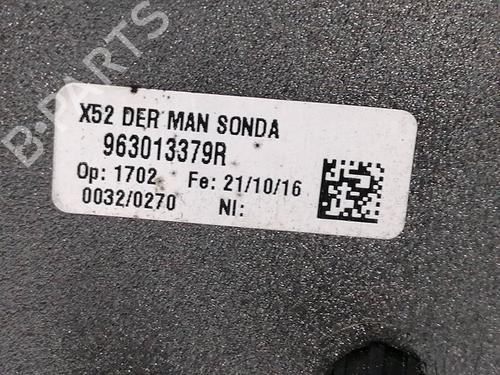 B-PARTS
X52 DER MAN SONDA
963013379R
Op: 1702 Fe: 21/10/16
0032/0270 NI: